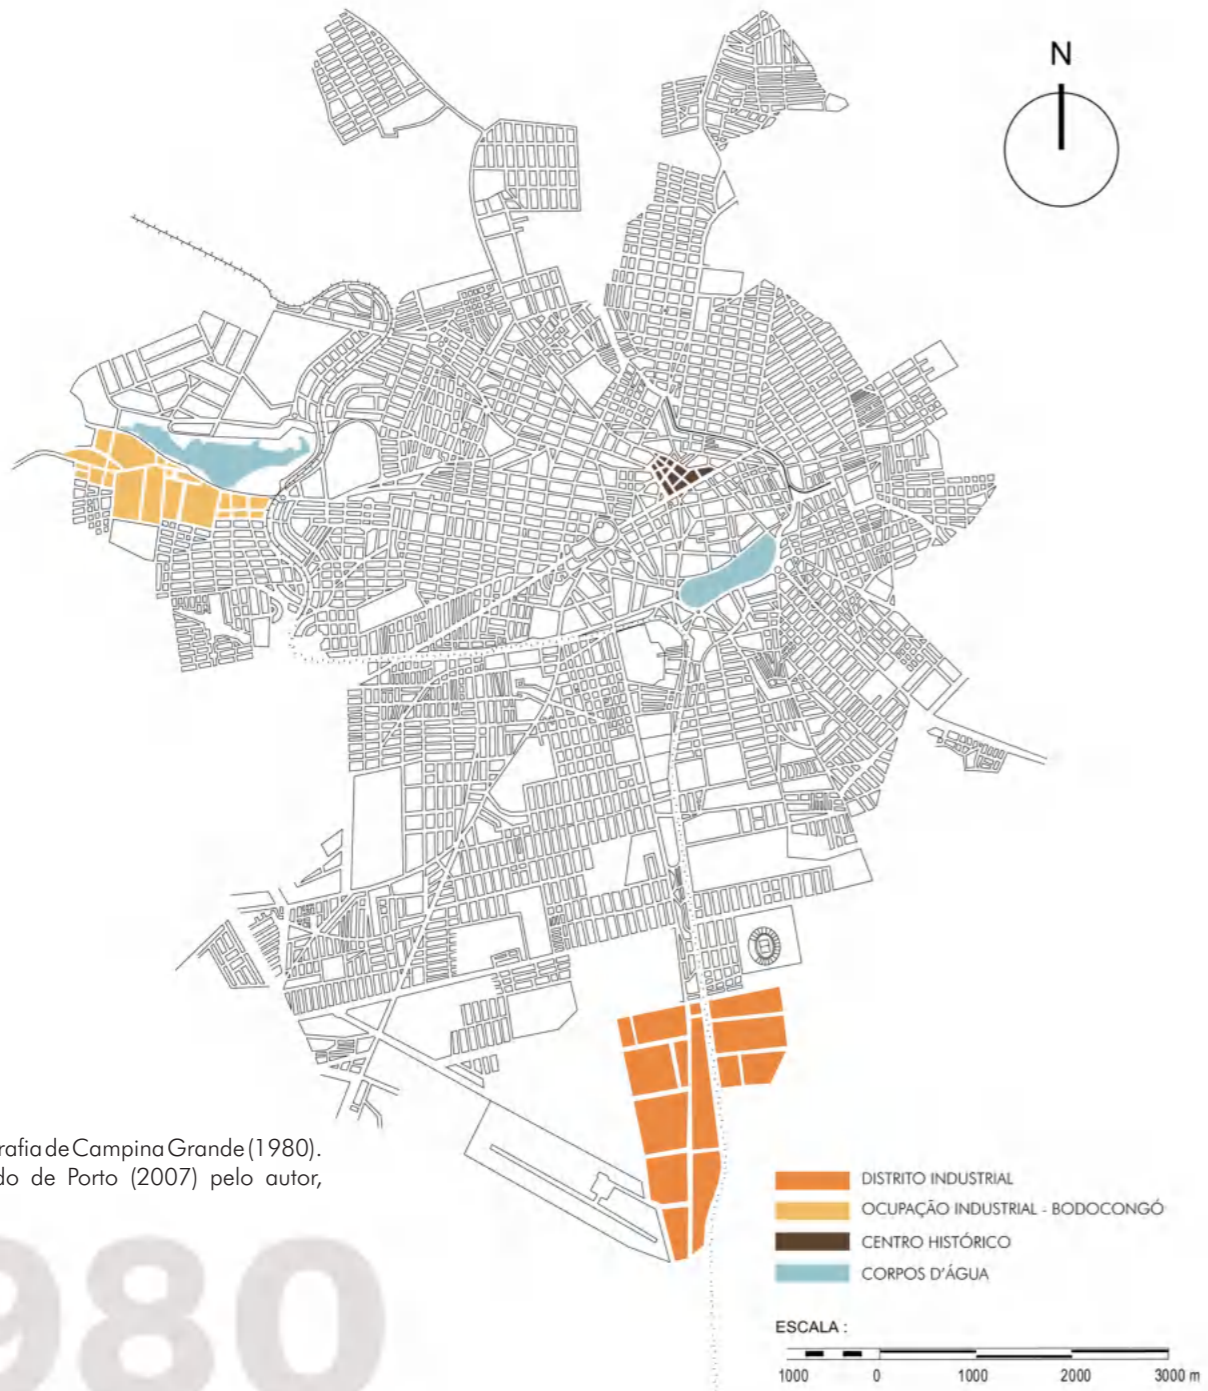 N
rafia de Campina Grande (1980).
do de Porto (2007) pelo autor,
980
DISTRITO INDUSTRIAL
OCUPAÇÃO INDUSTRIAL - BODOCONGÓ
CENTRO HISTÓRICO
CORPOS D'ÁGUA
ESCALA :
1000 0 1000 2000 3000 m